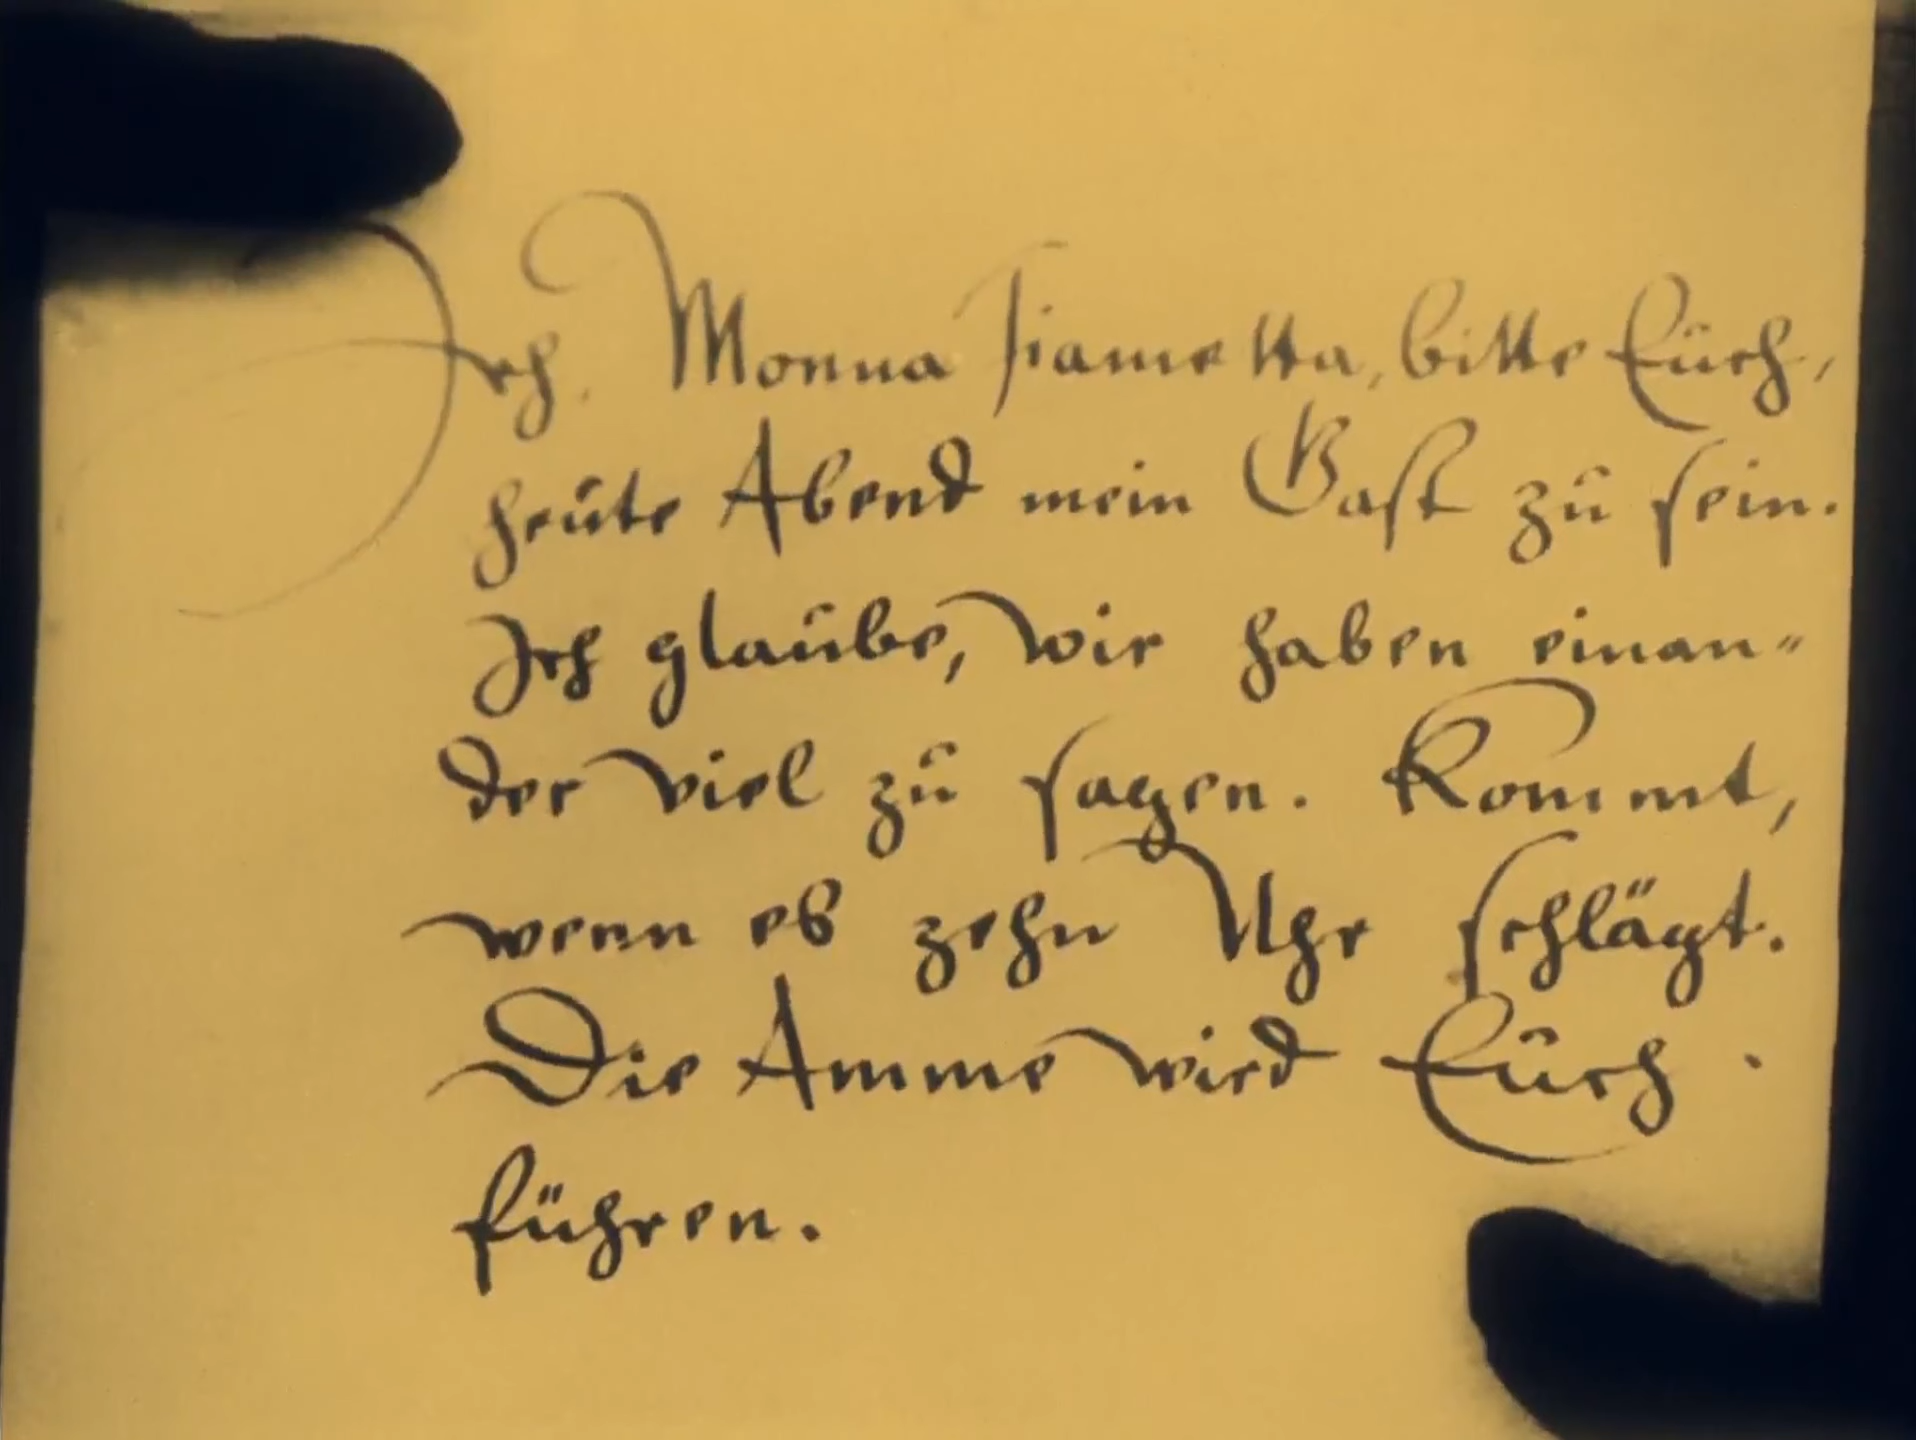 Ich, Monna Fiametta, bitte Euch,
heute Abend mein Gast zu sein.
Ich glaube, wir haben einan-
der viel zu sagen. Kommt,
wenn es zehn Uhr schlägt.
Die Amme wird Euch
führen.